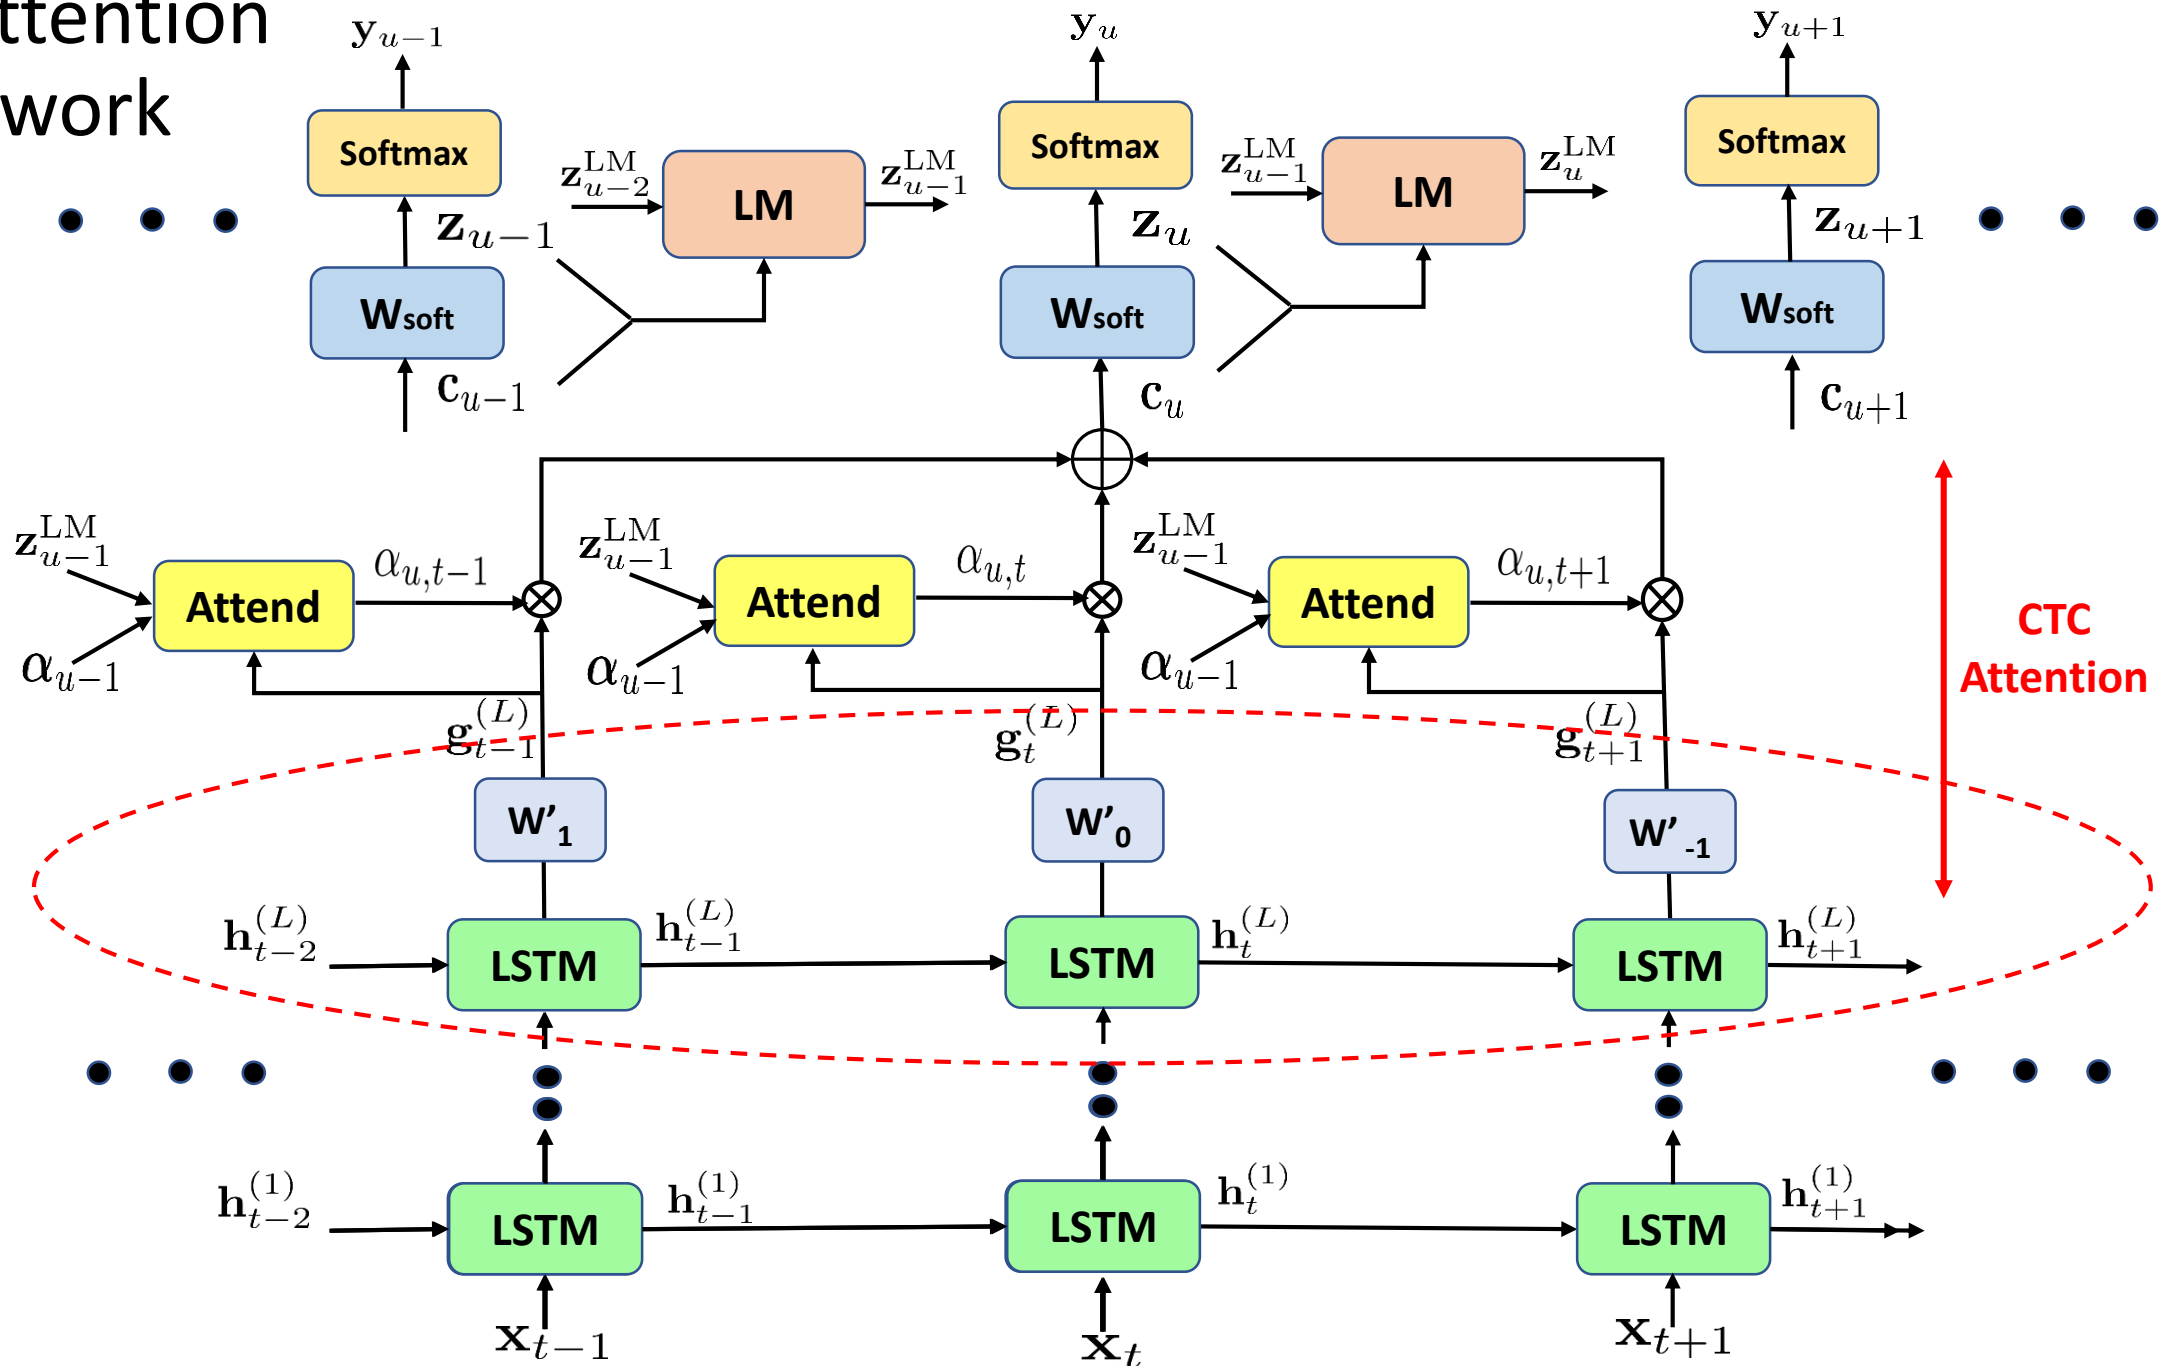 ttention
work
y_{u-1}
y_u
y_{u+1}
Softmax
z^{LM}_{u-2}
LM
z^{LM}_{u-1}
Softmax
z^{LM}_{u-1}
LM
z^{LM}_u
Softmax
z_{u-1}
z_u
z_{u+1}
Wsoft
Wsoft
Wsoft
c_{u-1}
c_u
c_{u+1}
z^{LM}_{u-1}
Attend
α_{u,t-1}
z^{LM}_{u-1}
Attend
α_{u,t}
z^{LM}_{u-1}
Attend
α_{u,t+1}
CTC
Attention
α_{u-1}
α_{u-1}
α_{u-1}
g^{(L)}_{t-1}
g^{(L)}_t
g^{(L)}_{t+1}
W'_1
W'_0
W'_{-1}
h^{(L)}_{t-2}
LSTM
h^{(L)}_{t-1}
LSTM
h^{(L)}_t
LSTM
h^{(L)}_{t+1}
h^{(1)}_{t-2}
LSTM
h^{(1)}_{t-1}
LSTM
h^{(1)}_t
LSTM
h^{(1)}_{t+1}
x_{t-1}
x_t
x_{t+1}